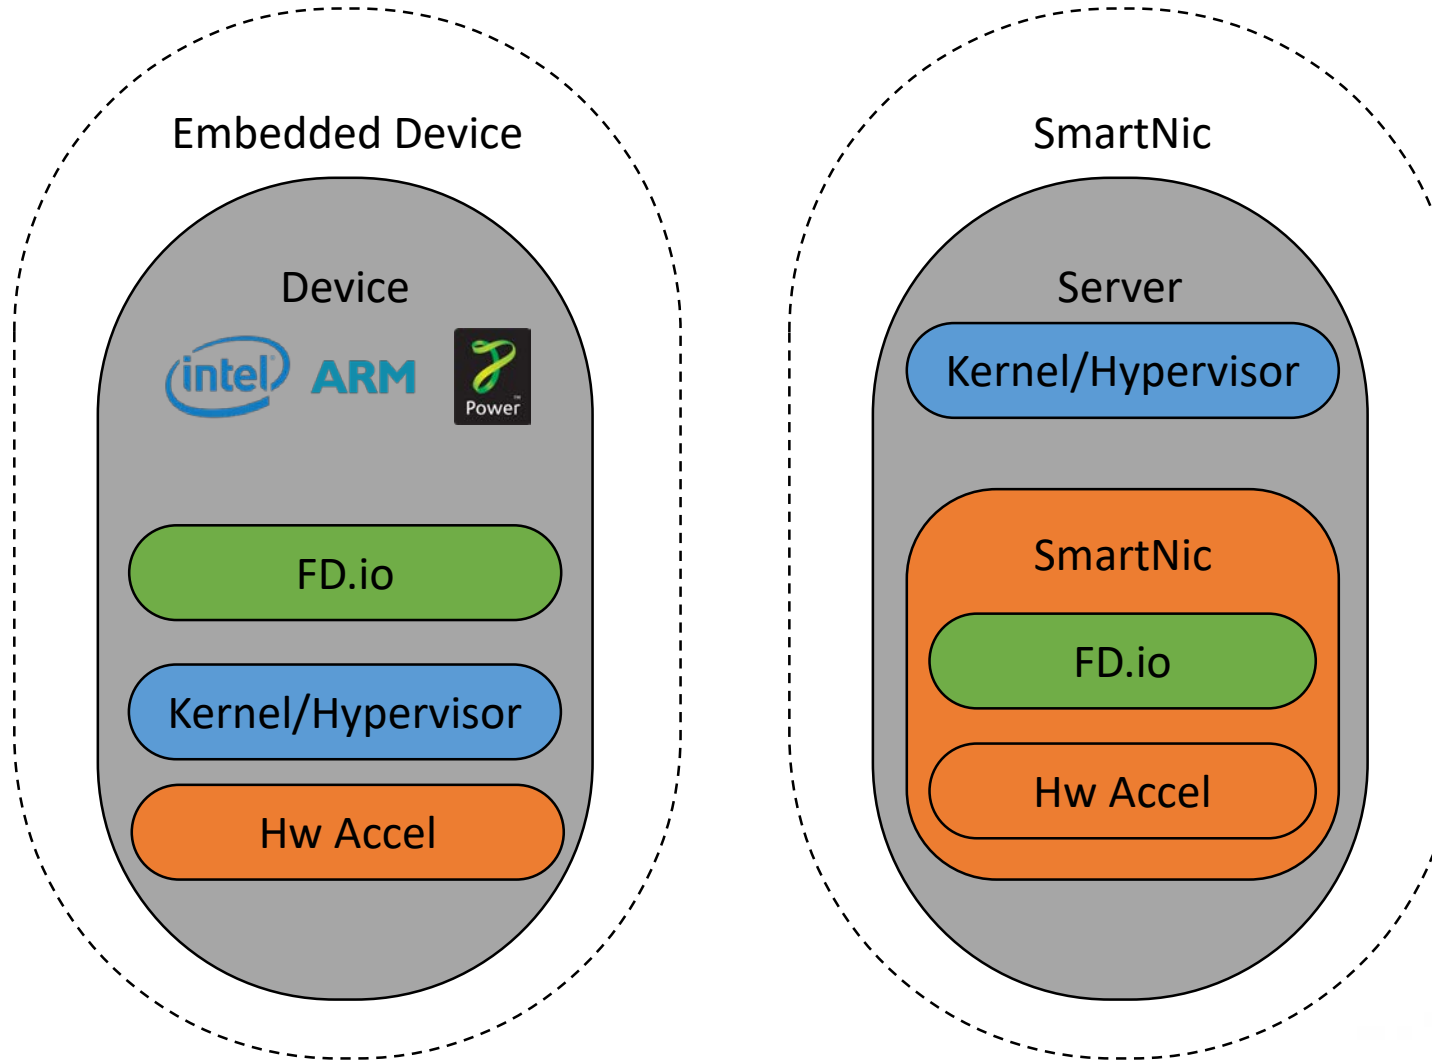 Embedded Device
Device
intel
ARM
Power™
FD.io
Kernel/Hypervisor
Hw Accel
SmartNic
Server
Kernel/Hypervisor
SmartNic
FD.io
Hw Accel